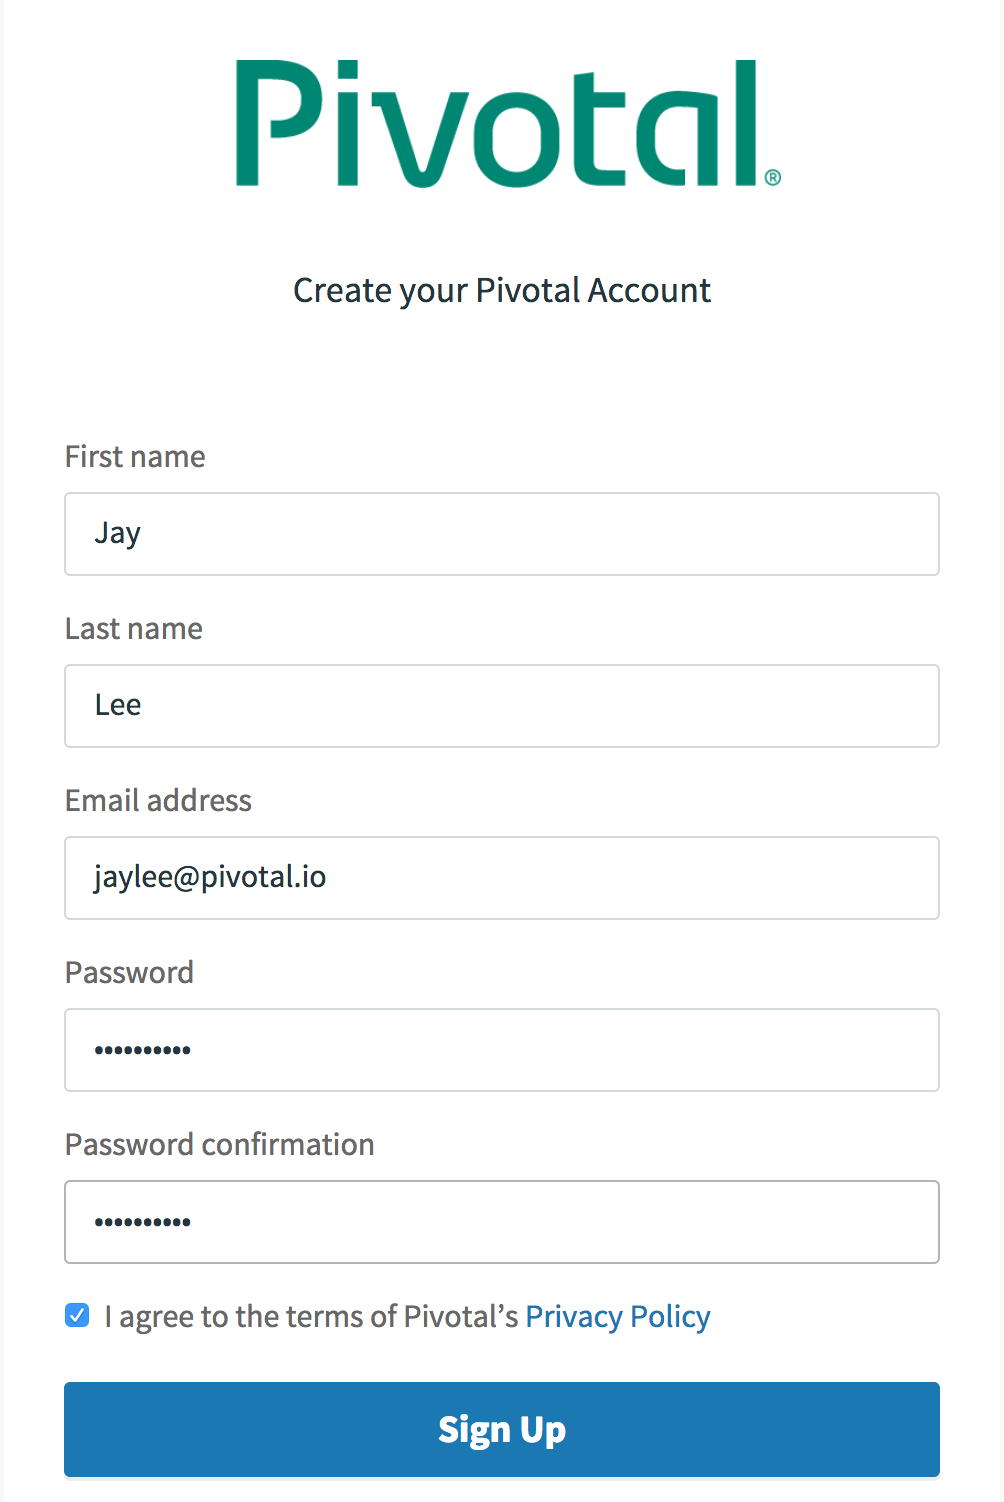 Pivotal®
Create your Pivotal Account
First name
Jay
Last name
Lee
Email address
jaylee@pivotal.io
Password
••••••••••
Password confirmation
••••••••••
I agree to the terms of Pivotal’s Privacy Policy
Sign Up